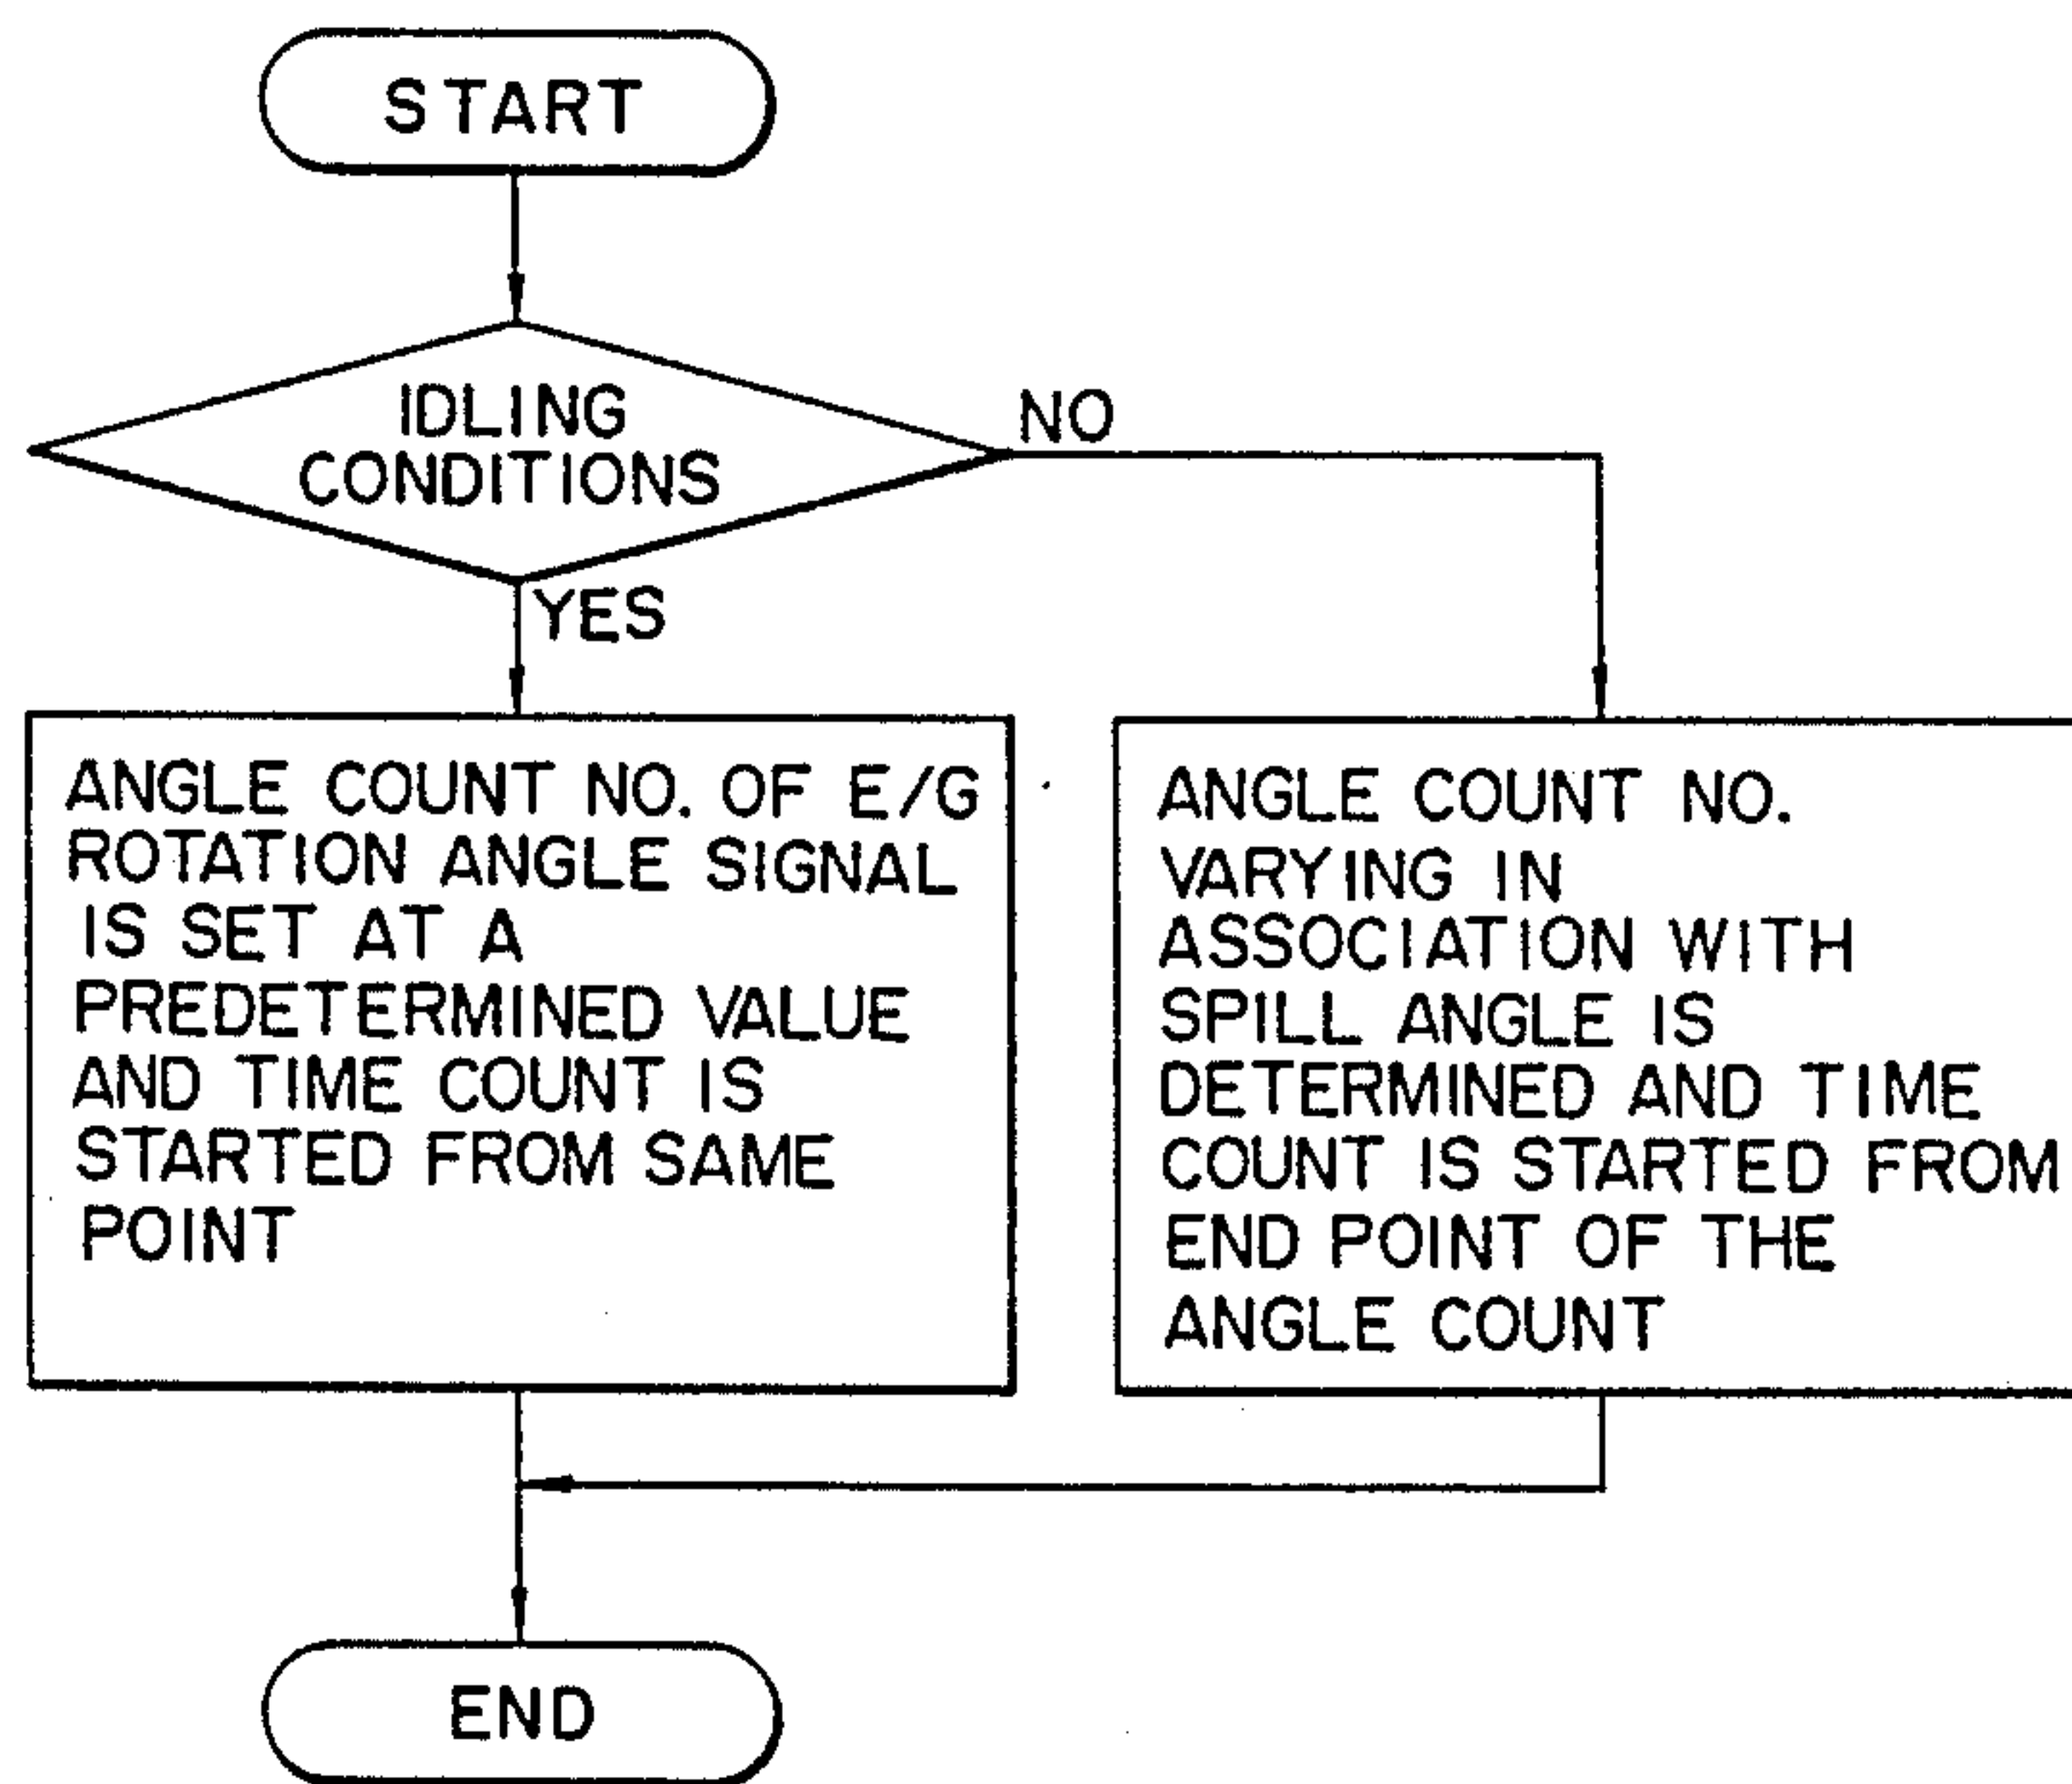 START
IDLING
CONDITIONS
NO
YES
ANGLE COUNT NO. OF E/G
ROTATION ANGLE SIGNAL
IS SET AT A
PREDETERMINED VALUE
AND TIME COUNT IS
STARTED FROM SAME
POINT
ANGLE COUNT NO.
VARYING IN
ASSOCIATION WITH
SPILL ANGLE IS
DETERMINED AND TIME
COUNT IS STARTED FROM
END POINT OF THE
ANGLE COUNT
END